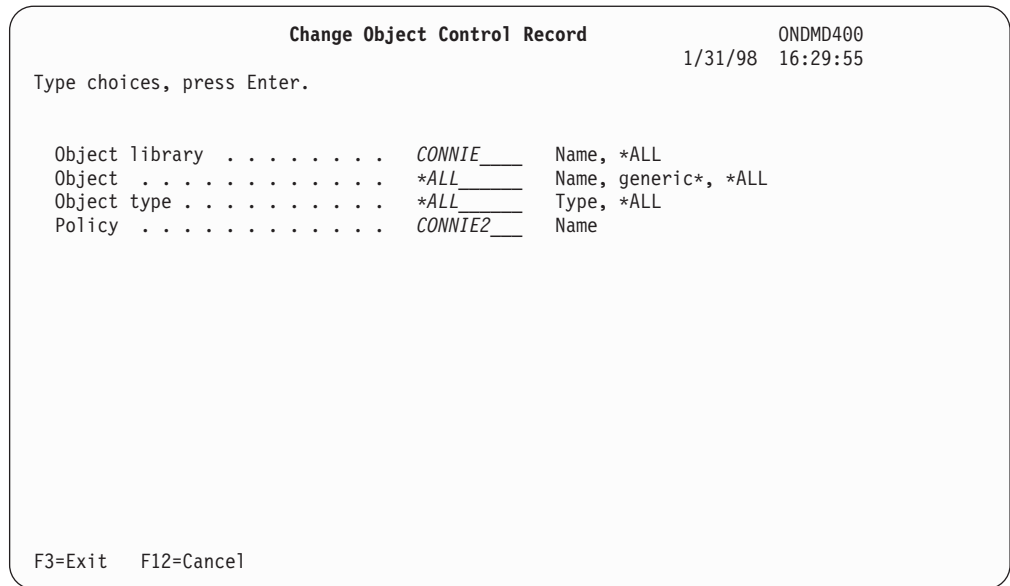 Change Object Control Record ONDMD400
1/31/98 16:29:55
Type choices, press Enter.
Object library . . . . . . . . CONNIE____ Name, *ALL
Object . . . . . . . . . . . . *ALL______ Name, generic*, *ALL
Object type . . . . . . . . . . *ALL______ Type, *ALL
Policy . . . . . . . . . . . . CONNIE2___ Name
F3=Exit F12=Cancel